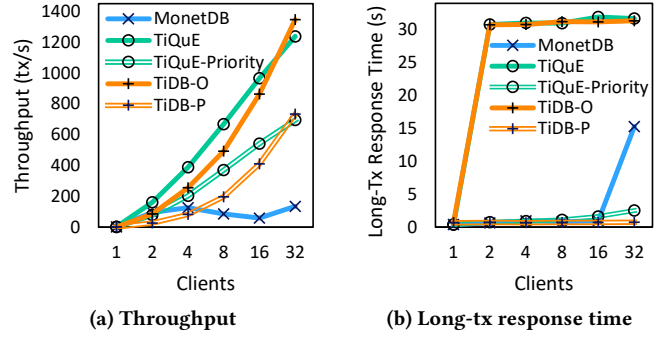 1400
1200
1000
800
600
400
200
0
Throughput (tx/s)
MonetDB
TiQuE
TiQuE-Priority
TiDB-O
TiDB-P
1 2 4 8 16 32
Clients
(a) Throughput
30
25
20
15
10
5
0
Long-Tx Response Time (s)
MonetDB
TiQuE
TiQuE-Priority
TiDB-O
TiDB-P
1 2 4 8 16 32
Clients
(b) Long-tx response time